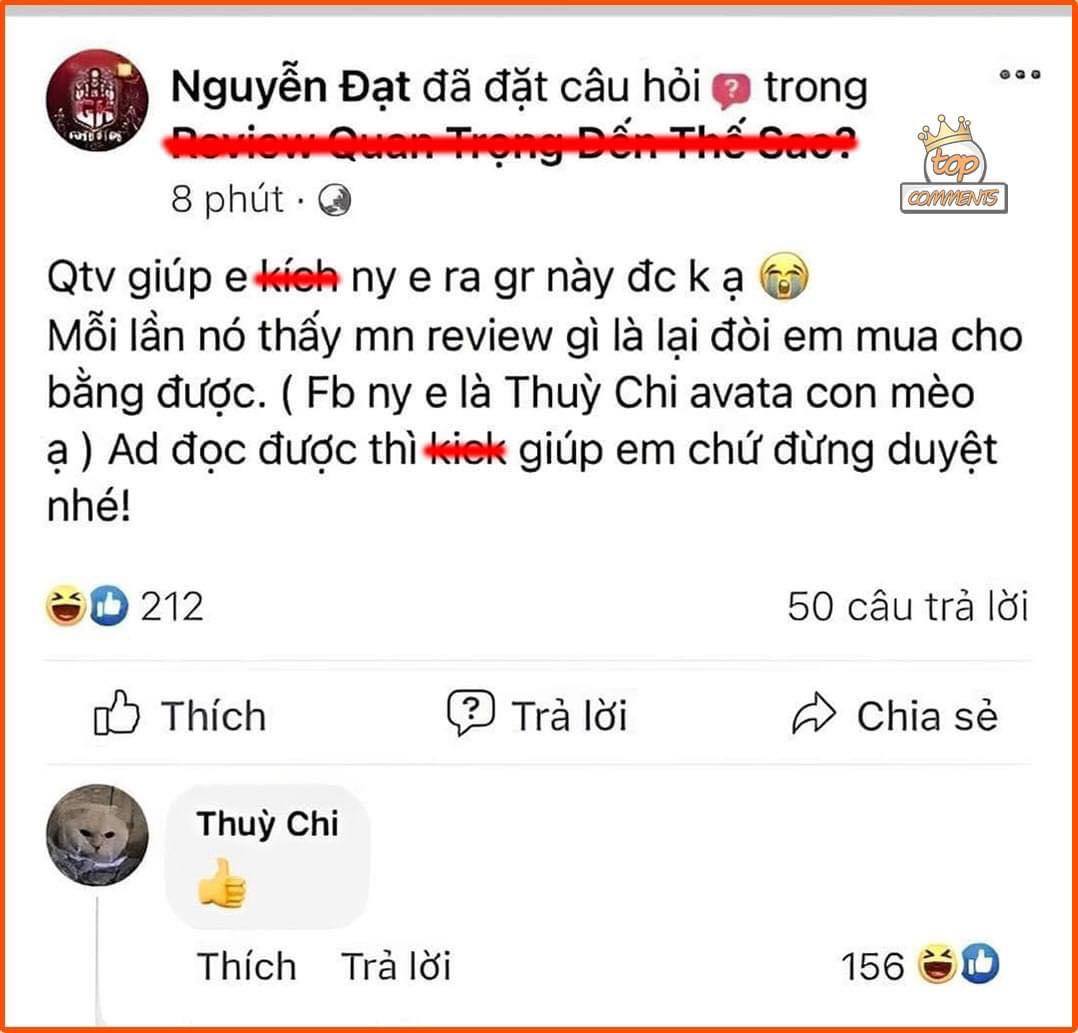 Nguyễn Đạt đã đặt câu hỏi trong
Review Quan Trọng Đến Thế Sao?
8 phút ·
top
COMMENTS
Qtv giúp e kích ny e ra gr này đc k ạ 😭
Mỗi lần nó thấy mn review gì là lại đòi em mua cho
bằng được. ( Fb ny e là Thuỳ Chi avata con mèo
ạ ) Ad đọc được thì kick giúp em chứ đừng duyệt
nhé!
212
50 câu trả lời
Thích
Trả lời
Chia sẻ
Thuỳ Chi
👍
Thích Trả lời 156